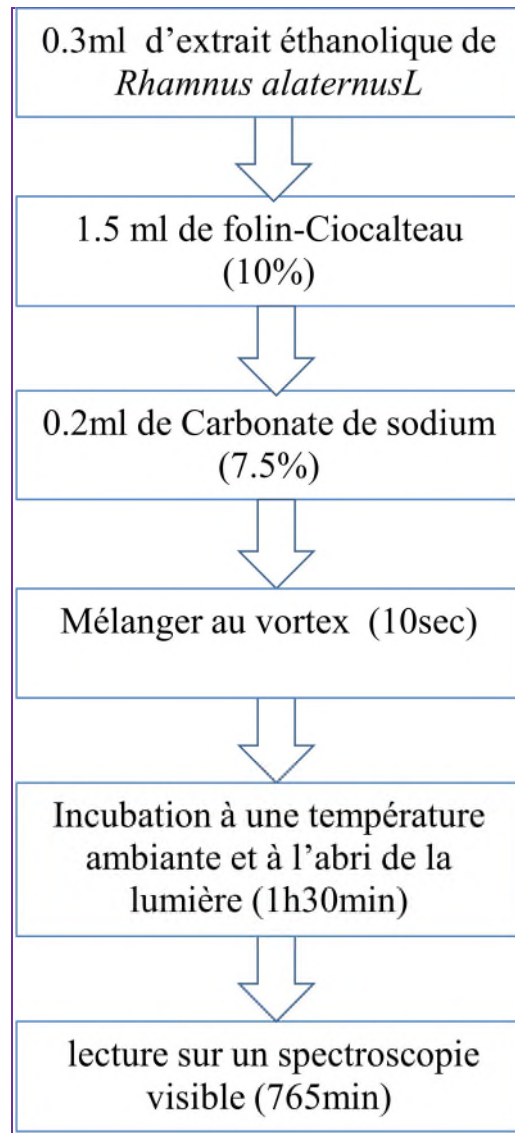 0.3ml d’extrait éthanolique de
Rhamnus alaternusL
1.5 ml de folin-Ciocalteau
(10%)
0.2ml de Carbonate de sodium
(7.5%)
Mélanger au vortex (10sec)
Incubation à une température
ambiante et à l’abri de la
lumière (1h30min)
lecture sur un spectroscopie
visible (765min)